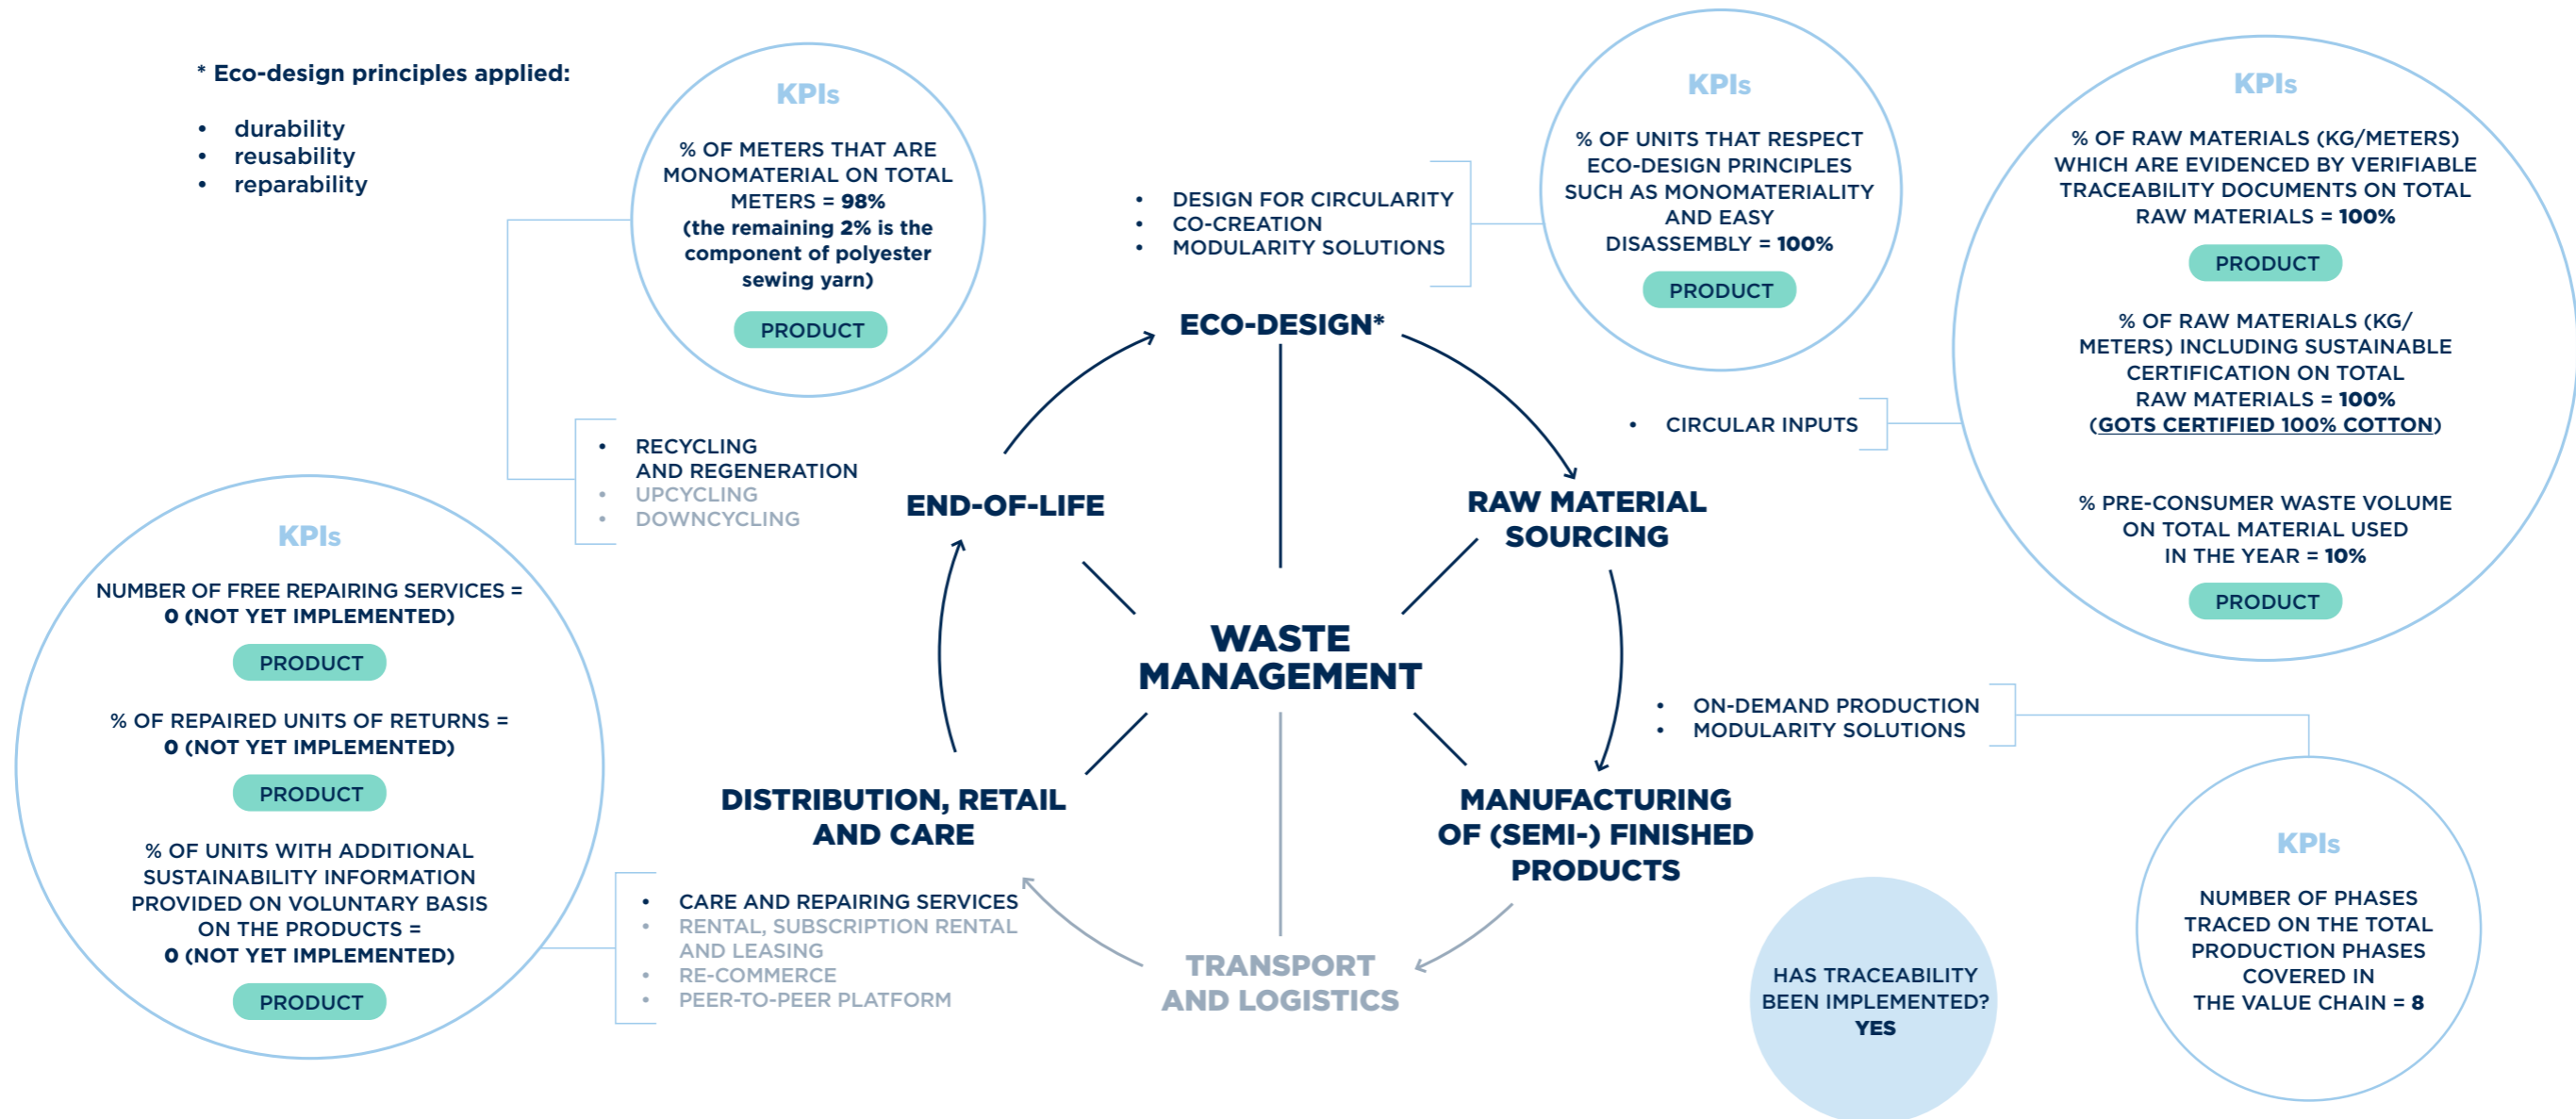 * Eco-design principles applied:
• durability
• reusability
• reparability
KPIs
% OF METERS THAT ARE
MONOMATERIAL ON TOTAL
METERS = 98%
(the remaining 2% is the
component of polyester
sewing yarn)
PRODUCT
• DESIGN FOR CIRCULARITY
• CO-CREATION
• MODULARITY SOLUTIONS
KPIs
% OF UNITS THAT RESPECT
ECO-DESIGN PRINCIPLES
SUCH AS MONOMATERIALITY
AND EASY
DISASSEMBLY = 100%
PRODUCT
KPIs
% OF RAW MATERIALS (KG/METERS)
WHICH ARE EVIDENCED BY VERIFIABLE
TRACEABILITY DOCUMENTS ON TOTAL
RAW MATERIALS = 100%
PRODUCT
% OF RAW MATERIALS (KG/
METERS) INCLUDING SUSTAINABLE
CERTIFICATION ON TOTAL
RAW MATERIALS = 100%
(GOTS CERTIFIED 100% COTTON)
% PRE-CONSUMER WASTE VOLUME
ON TOTAL MATERIAL USED
IN THE YEAR = 10%
PRODUCT
ECO-DESIGN*
• CIRCULAR INPUTS
• RECYCLING
AND REGENERATION
• UPCYCLING
• DOWNCYCLING
END-OF-LIFE
RAW MATERIAL
SOURCING
WASTE
MANAGEMENT
KPIs
NUMBER OF FREE REPAIRING SERVICES =
0 (NOT YET IMPLEMENTED)
PRODUCT
% OF REPAIRED UNITS OF RETURNS =
0 (NOT YET IMPLEMENTED)
PRODUCT
% OF UNITS WITH ADDITIONAL
SUSTAINABILITY INFORMATION
PROVIDED ON VOLUNTARY BASIS
ON THE PRODUCTS =
0 (NOT YET IMPLEMENTED)
PRODUCT
• ON-DEMAND PRODUCTION
• MODULARITY SOLUTIONS
DISTRIBUTION, RETAIL
AND CARE
MANUFACTURING
OF (SEMI-) FINISHED
PRODUCTS
• CARE AND REPAIRING SERVICES
• RENTAL, SUBSCRIPTION RENTAL
AND LEASING
• RE-COMMERCE
• PEER-TO-PEER PLATFORM
TRANSPORT
AND LOGISTICS
HAS TRACEABILITY
BEEN IMPLEMENTED?
YES
KPIs
NUMBER OF PHASES
TRACED ON THE TOTAL
PRODUCTION PHASES
COVERED IN
THE VALUE CHAIN = 8